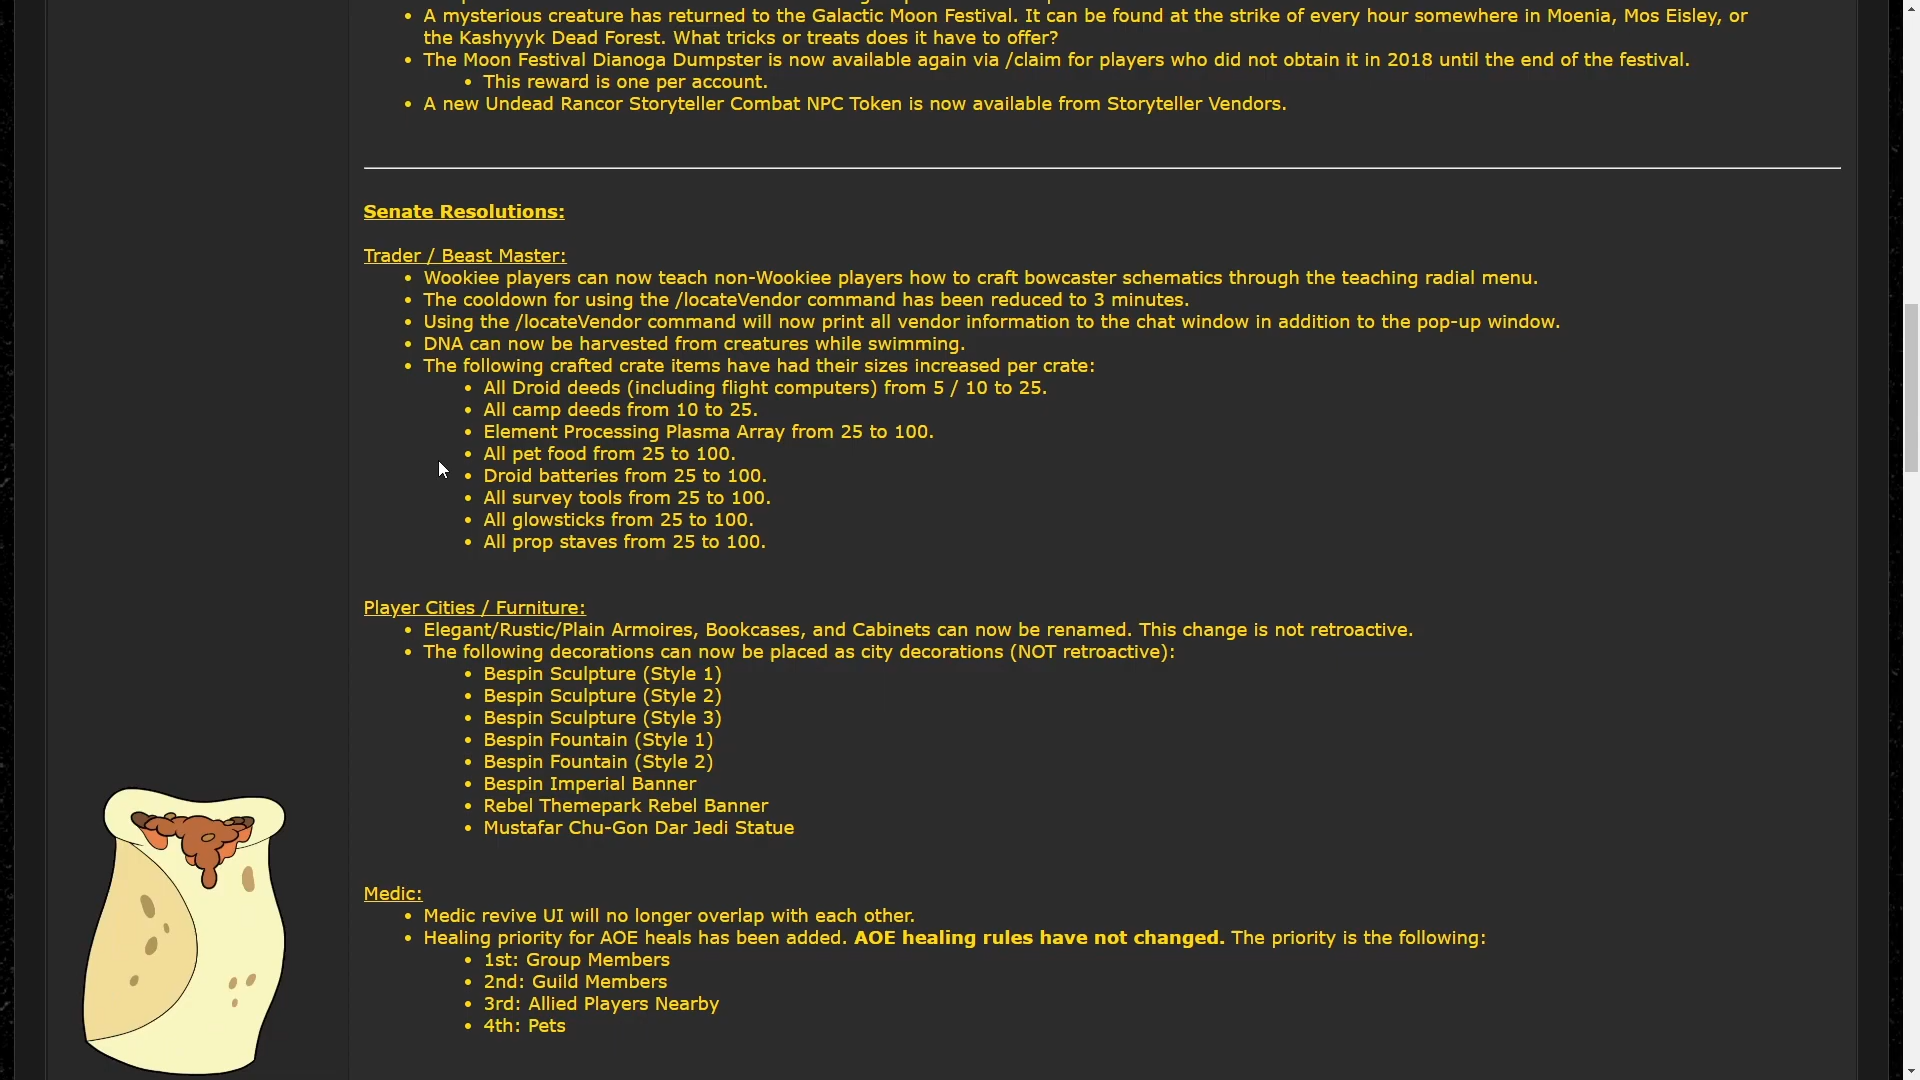 A mysterious creature has returned to the Galactic Moon Festival. It can be found at the strike of every hour somewhere in Moenia, Mos Eisley, or
the Kashyyyk Dead Forest. What tricks or treats does it have to offer?
The Moon Festival Dianoga Dumpster is now available again via /claim for players who did not obtain it in 2018 until the end of the festival.
This reward is one per account.
A new Undead Rancor Storyteller Combat NPC Token is now available from Storyteller Vendors.
Senate Resolutions:
Trader / Beast Master:
Wookiee players can now teach non-Wookiee players how to craft bowcaster schematics through the teaching radial menu.
The cooldown for using the /locateVendor command has been reduced to 3 minutes.
Using the /locateVendor command will now print all vendor information to the chat window in addition to the pop-up window.
DNA can now be harvested from creatures while swimming.
The following crafted crate items have had their sizes increased per crate:
All Droid deeds (including flight computers) from 5 / 10 to 25.
All camp deeds from 10 to 25.
Element Processing Plasma Array from 25 to 100.
All pet food from 25 to 100.
Droid batteries from 25 to 100.
All survey tools from 25 to 100.
All glowsticks from 25 to 100.
All prop staves from 25 to 100.
Player Cities / Furniture:
Elegant/Rustic/Plain Armoires, Bookcases, and Cabinets can now be renamed. This change is not retroactive.
The following decorations can now be placed as city decorations (NOT retroactive):
Bespin Sculpture (Style 1)
Bespin Sculpture (Style 2)
Bespin Sculpture (Style 3)
Bespin Fountain (Style 1)
Bespin Fountain (Style 2)
Bespin Imperial Banner
Rebel Themepark Rebel Banner
Mustafar Chu-Gon Dar Jedi Statue
Medic:
Medic revive UI will no longer overlap with each other.
Healing priority for AOE heals has been added. AOE healing rules have not changed. The priority is the following:
1st: Group Members
2nd: Guild Members
3rd: Allied Players Nearby
4th: Pets